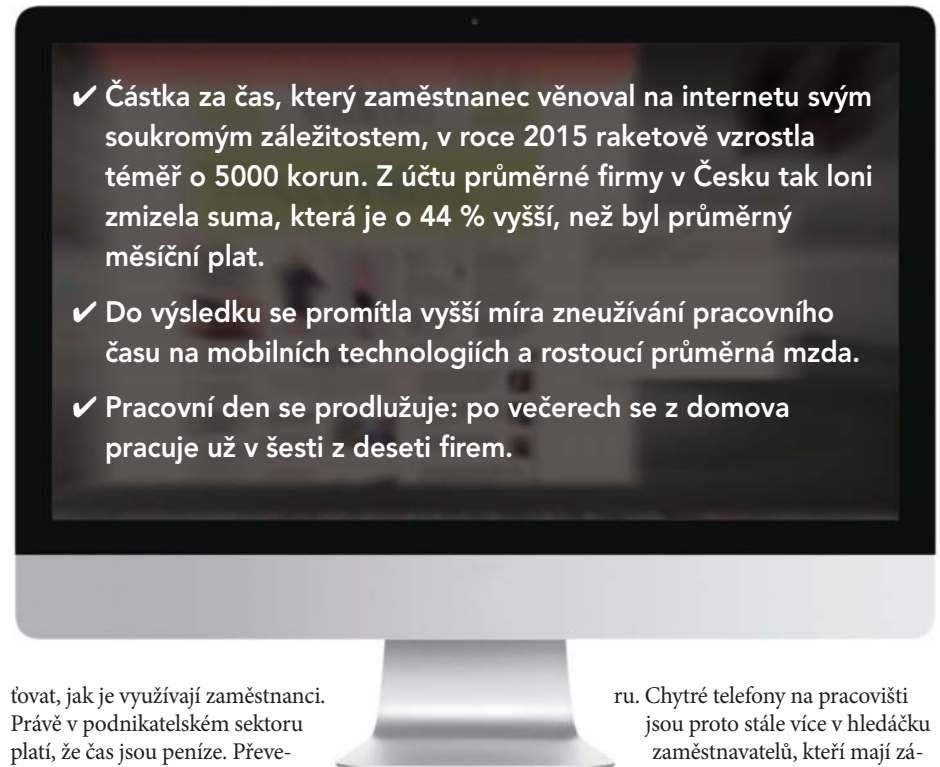 ✔ Částka za čas, který zaměstnanec věnoval na internetu svým
soukromým záležitostem, v roce 2015 raketově vzrostla
téměř o 5000 korun. Z účtu průměrné firmy v Česku tak loni
zmizela suma, která je o 44 % vyšší, než byl průměrný
měsíční plat.
✔ Do výsledku se promítla vyšší míra zneužívání pracovního
času na mobilních technologiích a rostoucí průměrná mzda.
✔ Pracovní den se prodlužuje: po večerech se z domova
pracuje už v šesti z deseti firem.
ťovat, jak je využívají zaměstnanci.
Právě v podnikatelském sektoru
platí, že čas jsou peníze. Převe-
ru. Chytré telefony na pracovišti
jsou proto stále více v hledáčku
zaměstnavatelů, kteří mají zá-